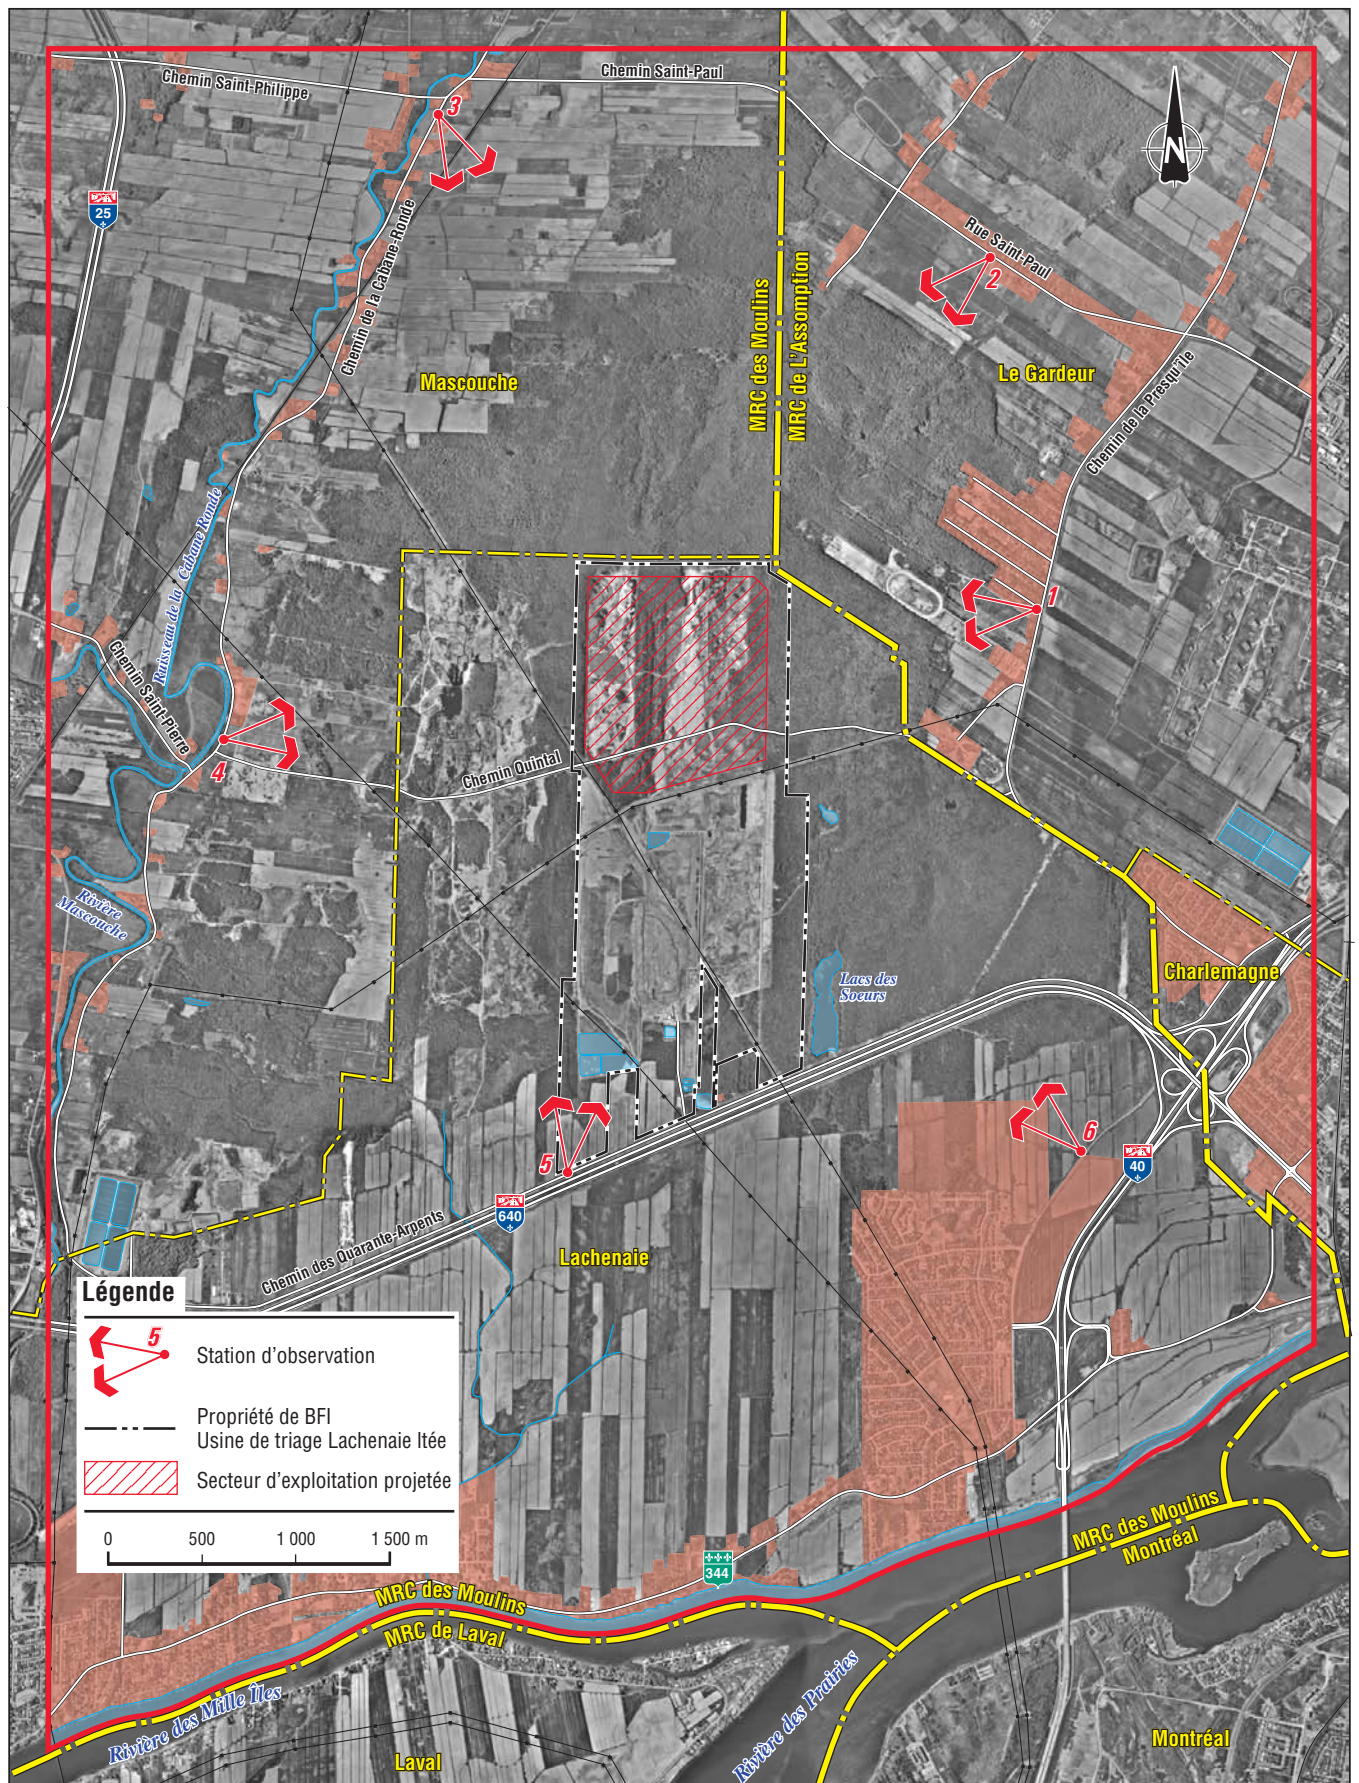 Chemin Saint-Philippe
Chemin Saint-Paul
3
N
25
Chemin de la Cabane-Ronde
Rue Saint-Paul
2
MRC des Moulins
MRC de L'Assomption
Mascouche
Le Gardeur
Chemin de la Presqu'île
Ruisseau de la Cabane Ronde
1
Chemin Saint-Pierre
4
Chemin Quintal
Rivière
Mascouche
Lacs des
Soeurs
Charlemagne
5
6
40
640
Chemin des Quarante-Arpents
Lachenaie
Légende
5
Station d'observation
Propriété de BFI
Usine de triage Lachenaie ltée
Secteur d'exploitation projetée
0 500 1 000 1 500 m
344
MRC des Moulins
Montréal
MRC des Moulins
MRC de Laval
Rivière des Mille Îles
Rivière des Prairies
Laval
Montréal